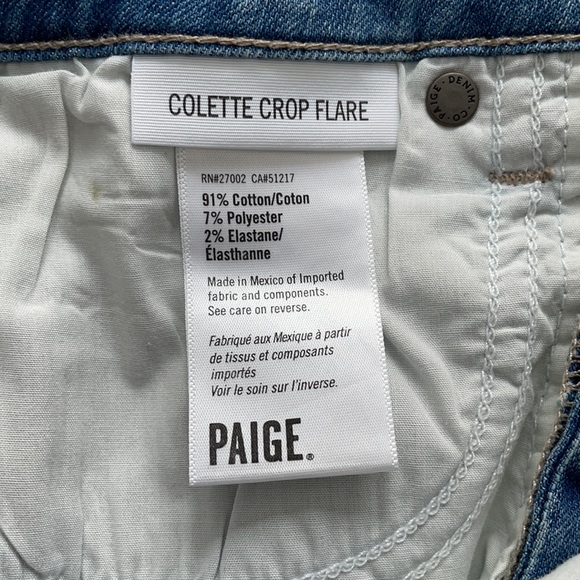 COLETTE CROP FLARE
PAIGE · DENIM · CO ·
RN#27002 CA#51217
91% Cotton/Coton
7% Polyester
2% Elastane/
Élasthanne
Made in Mexico of Imported
fabric and components.
See care on reverse.
Fabriqué aux Mexique à partir
de tissus et composants
importés
Voir le soin sur l'inverse.
PAIGE®